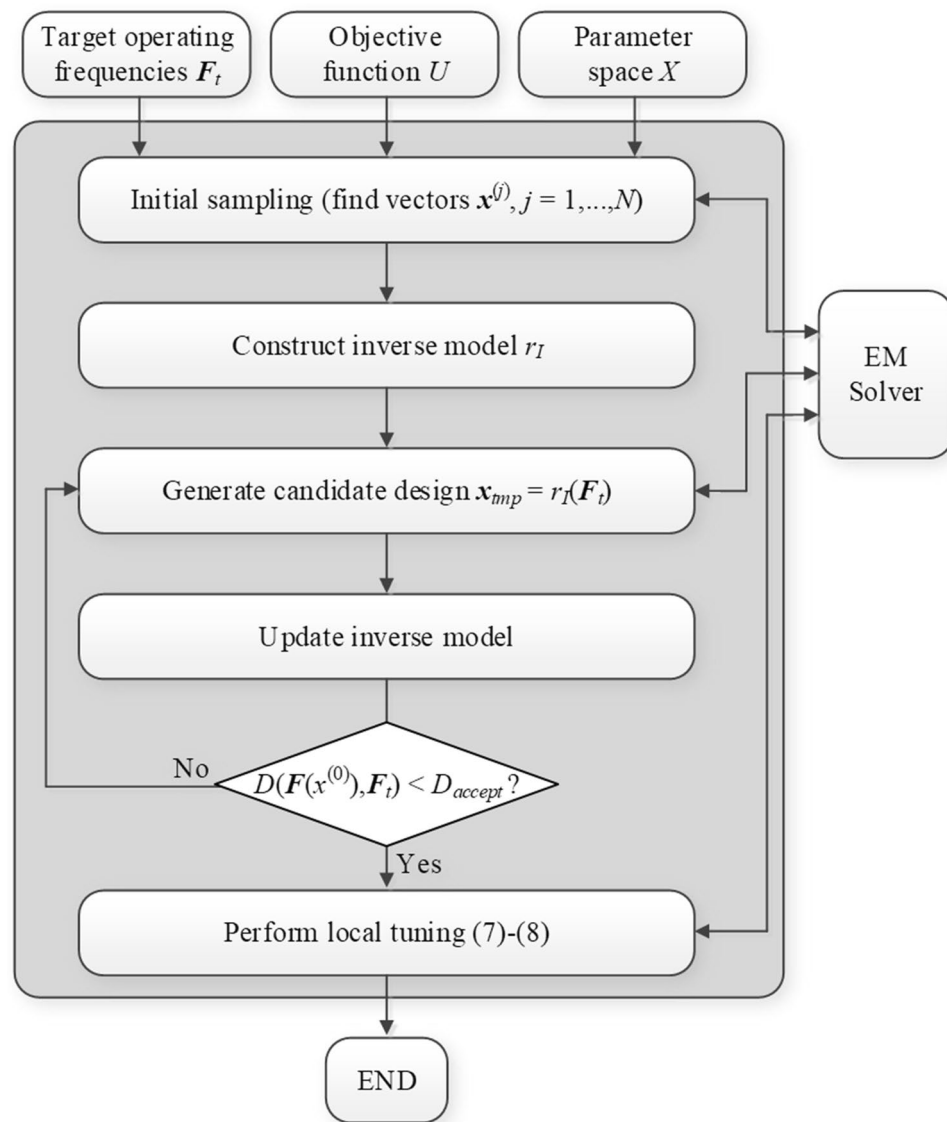 Target operating
frequencies F_t
Objective
function U
Parameter
space X
Initial sampling (find vectors x^(j), j = 1,...,N)
Construct inverse model r_I
EM
Solver
Generate candidate design x_tmp = r_I(F_t)
Update inverse model
No
D(F(x^(0)),F_t) < D_accept?
Yes
Perform local tuning (7)-(8)
END